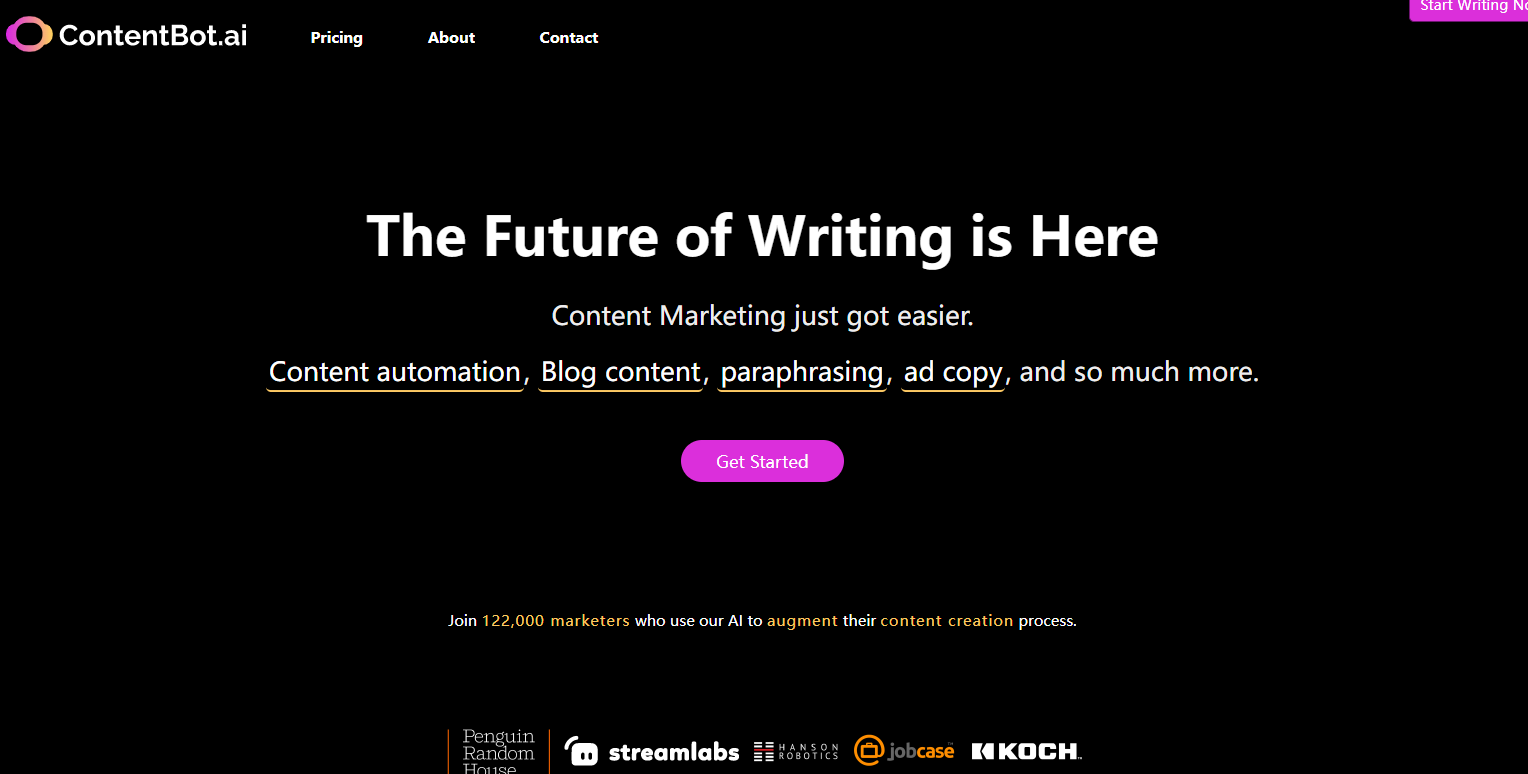 ContentBot.ai Pricing About Contact Start Writing
The Future of Writing is Here
Content Marketing just got easier.
Content automation, Blog content, paraphrasing, ad copy, and so much more.
Get Started
Join 122,000 marketers who use our AI to augment their content creation process.
Penguin
Random
House
streamlabs
HANSON
ROBOTICS
jobcase
KOCH™